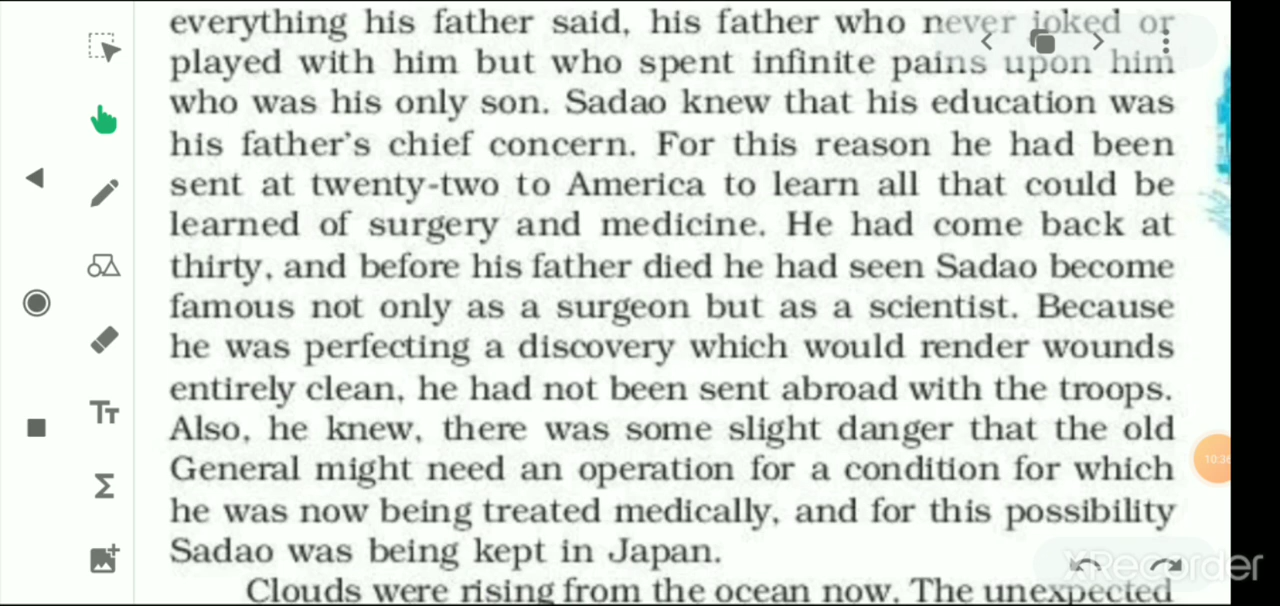 everything his father said, his father who never joked or
played with him but who spent infinite pains upon him
who was his only son. Sadao knew that his education was
his father's chief concern. For this reason he had been
sent at twenty-two to America to learn all that could be
learned of surgery and medicine. He had come back at
thirty, and before his father died he had seen Sadao become
famous not only as a surgeon but as a scientist. Because
he was perfecting a discovery which would render wounds
entirely clean, he had not been sent abroad with the troops.
Also, he knew, there was some slight danger that the old
General might need an operation for a condition for which
he was now being treated medically, and for this possibility
Sadao was being kept in Japan.
Clouds were rising from the ocean now. The unexpected
Tт
Σ
10:36
XRecorder